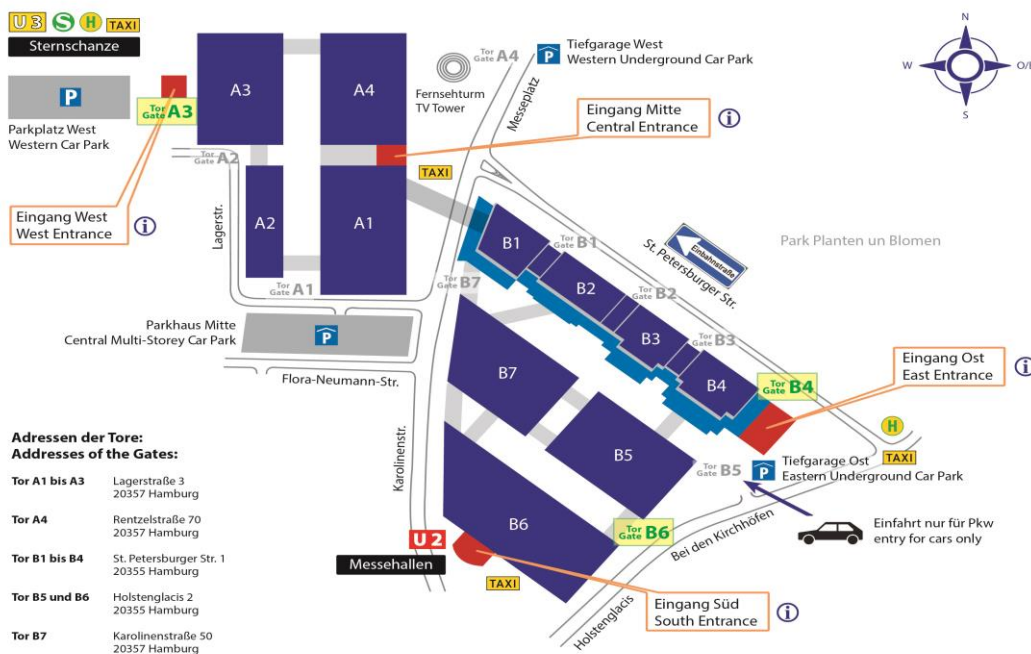 U3 S H TAXI
Sternschanze
P
Parkplatz West
Western Car Park
Tor
Gate A3
Eingang West
West Entrance
i
Tor
Gate A2
Lagerstr.
A3
A4
A2
A1
Tor
Gate A1
Fernsehturm
TV Tower
Tor
Gate A4
Messeplatz
P
Tiefgarage West
Western Underground Car Park
Eingang Mitte
Central Entrance
i
TAXI
N
W
O/E
S
B1
Tor
Gate B1
B2
Tor
Gate B2
B3
Tor
Gate B3
B4
Tor
Gate B4
Einbahnstraße
St. Petersburger Str.
Park Planten un Blomen
Eingang Ost
East Entrance
i
H
TAXI
Tor
Gate B7
Parkhaus Mitte
Central Multi-Storey Car Park
P
Flora-Neumann-Str.
Karolinenstr.
B7
B5
B6
Tor
Gate B5
P
Tiefgarage Ost
Eastern Underground Car Park
Tor
Gate B6
Bei den Kirchhöfen
Einfahrt nur für Pkw
entry for cars only
U2
Messehallen
TAXI
Eingang Süd
South Entrance
i
Holstenglacis
Adressen der Tore:
Addresses of the Gates:
Tor A1 bis A3 Lagerstraße 3
20357 Hamburg
Tor A4 Rentzelstraße 70
20357 Hamburg
Tor B1 bis B4 St. Petersburger Str. 1
20355 Hamburg
Tor B5 und B6 Holstenglacis 2
20355 Hamburg
Tor B7 Karolinenstraße 50
20357 Hamburg